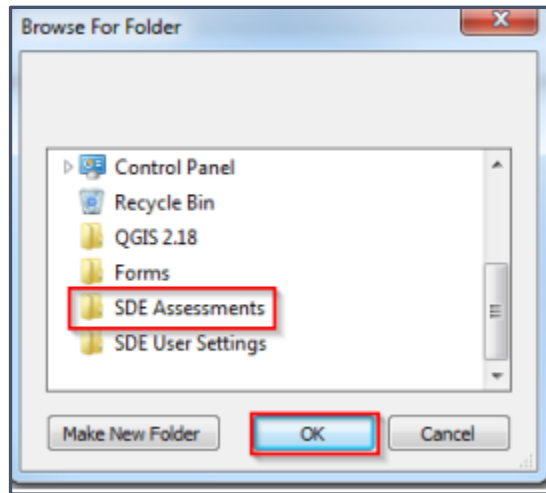 Browse For Folder
Control Panel
Recycle Bin
QGIS 2.18
Forms
SDE Assessments
SDE User Settings
Make New Folder OK Cancel